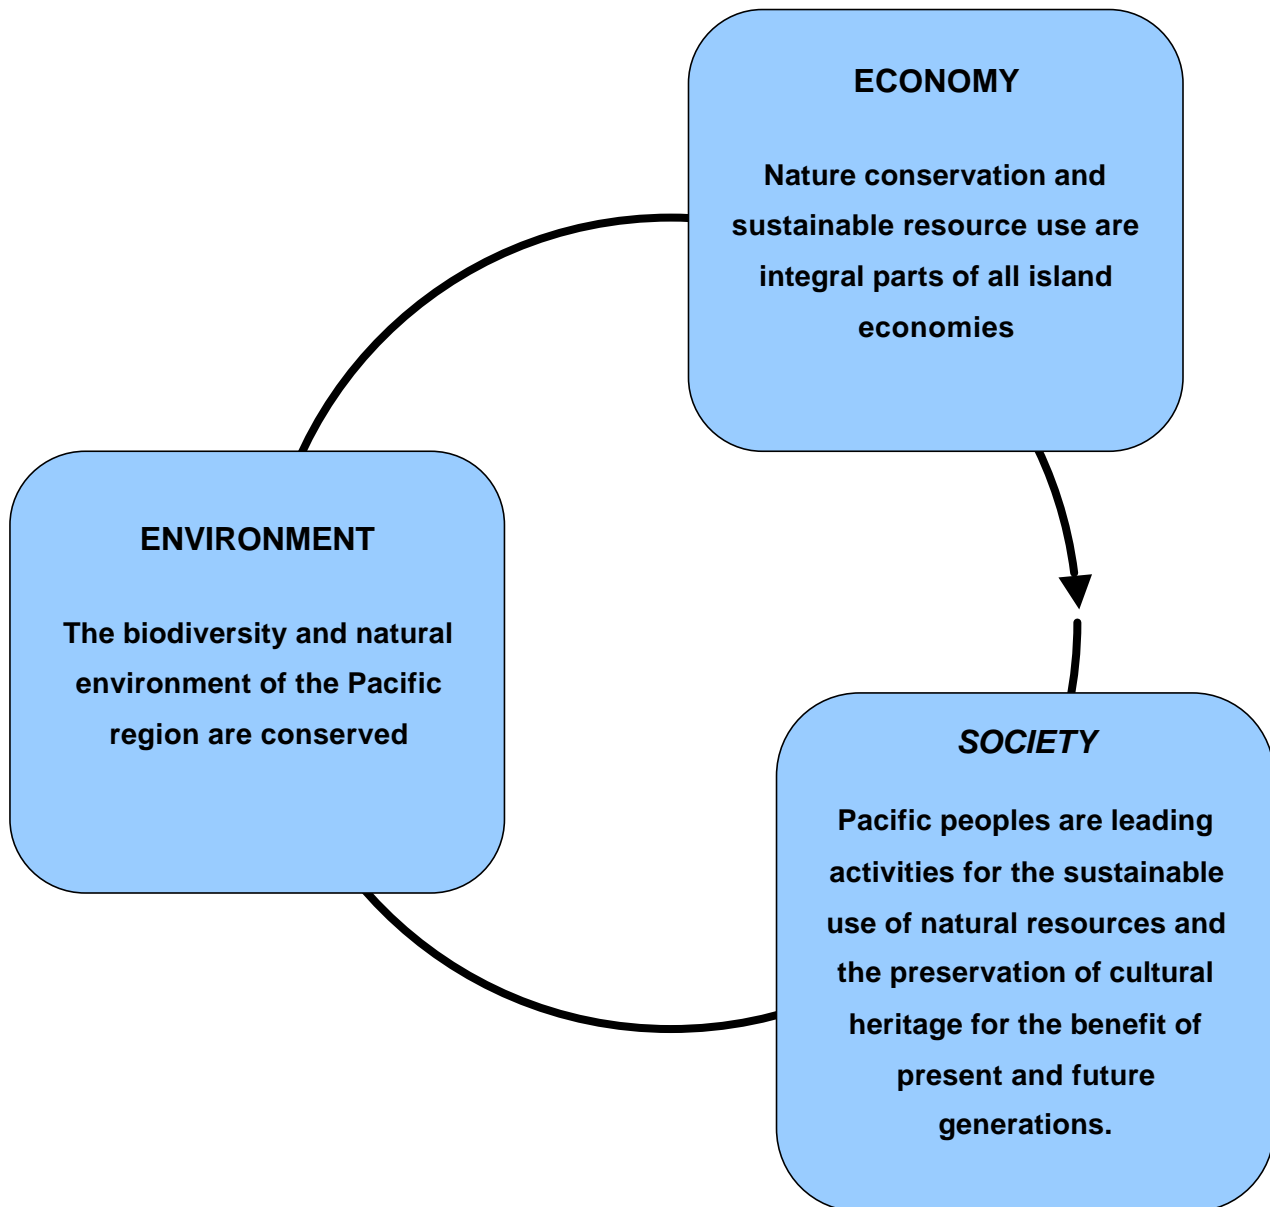 ECONOMY
Nature conservation and
sustainable resource use are
integral parts of all island
economies
ENVIRONMENT
The biodiversity and natural
environment of the Pacific
region are conserved
SOCIETY
Pacific peoples are leading
activities for the sustainable
use of natural resources and
the preservation of cultural
heritage for the benefit of
present and future
generations.